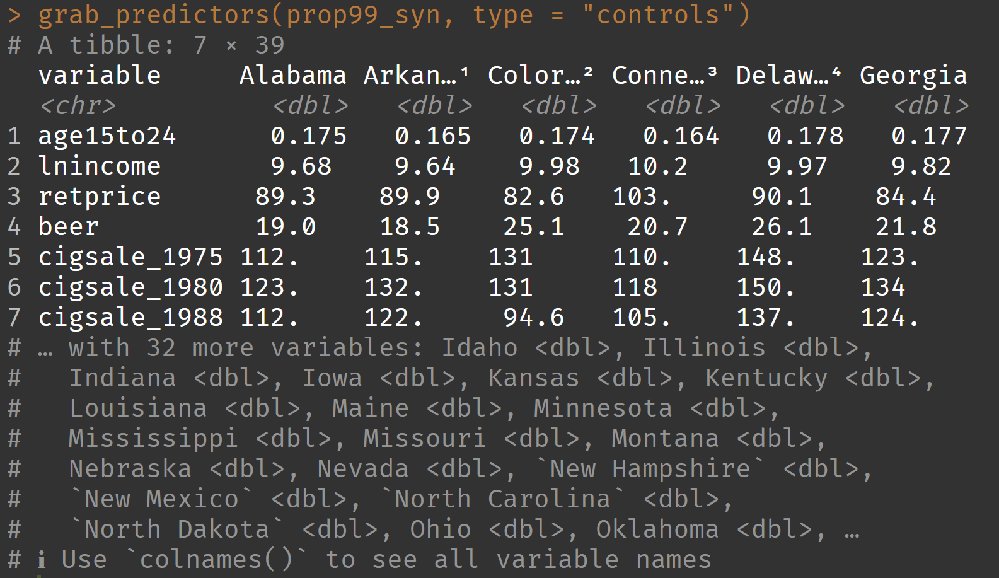 > grab_predictors(prop99_syn, type = "controls")
# A tibble: 7 × 39
  variable     Alabama Arkan…¹ Color…² Conne…³ Delaw…⁴ Georgia
  <chr>          <dbl>   <dbl>   <dbl>   <dbl>   <dbl>   <dbl>
1 age15to24      0.175   0.165   0.174   0.164   0.178   0.177
2 lnincome       9.68    9.64    9.98   10.2     9.97    9.82
3 retprice      89.3    89.9    82.6   103.     90.1    84.4
4 beer          19.0    18.5    25.1    20.7    26.1    21.8
5 cigsale_1975 112.    115.    131     110.    148.    123.
6 cigsale_1980 123.    132.    131     118     150.    134
7 cigsale_1988 112.    122.     94.6   105.    137.    124.
# … with 32 more variables: Idaho <dbl>, Illinois <dbl>,
#   Indiana <dbl>, Iowa <dbl>, Kansas <dbl>, Kentucky <dbl>,
#   Louisiana <dbl>, Maine <dbl>, Minnesota <dbl>,
#   Mississippi <dbl>, Missouri <dbl>, Montana <dbl>,
#   Nebraska <dbl>, Nevada <dbl>, `New Hampshire` <dbl>,
#   `New Mexico` <dbl>, `North Carolina` <dbl>,
#   `North Dakota` <dbl>, Ohio <dbl>, Oklahoma <dbl>, …
# ℹ Use `colnames()` to see all variable names